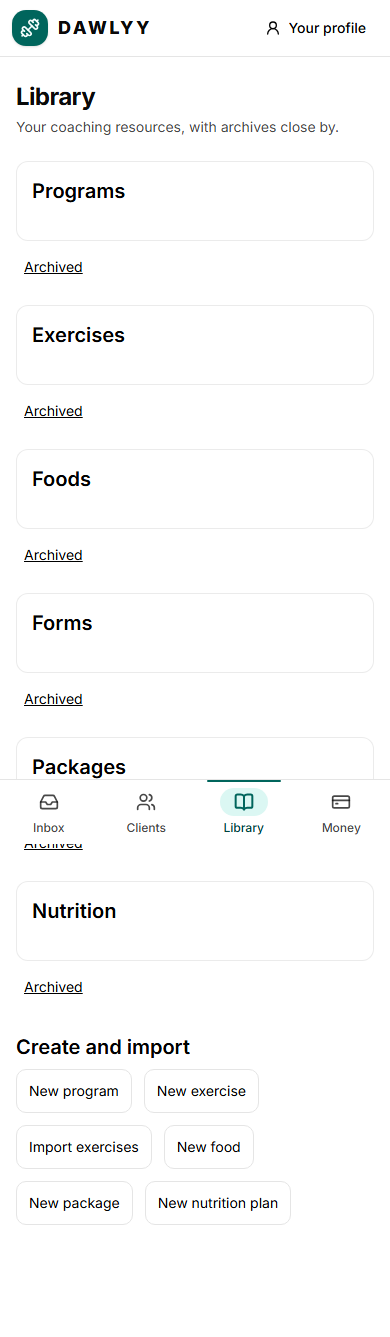 DAWLYY
Your profile
Library
Your coaching resources, with archives close by.
Programs
Archived
Exercises
Archived
Foods
Archived
Forms
Archived
Packages
Inbox
Clients
Library
Money
Archived
Nutrition
Archived
Create and import
New program
New exercise
Import exercises
New food
New package
New nutrition plan